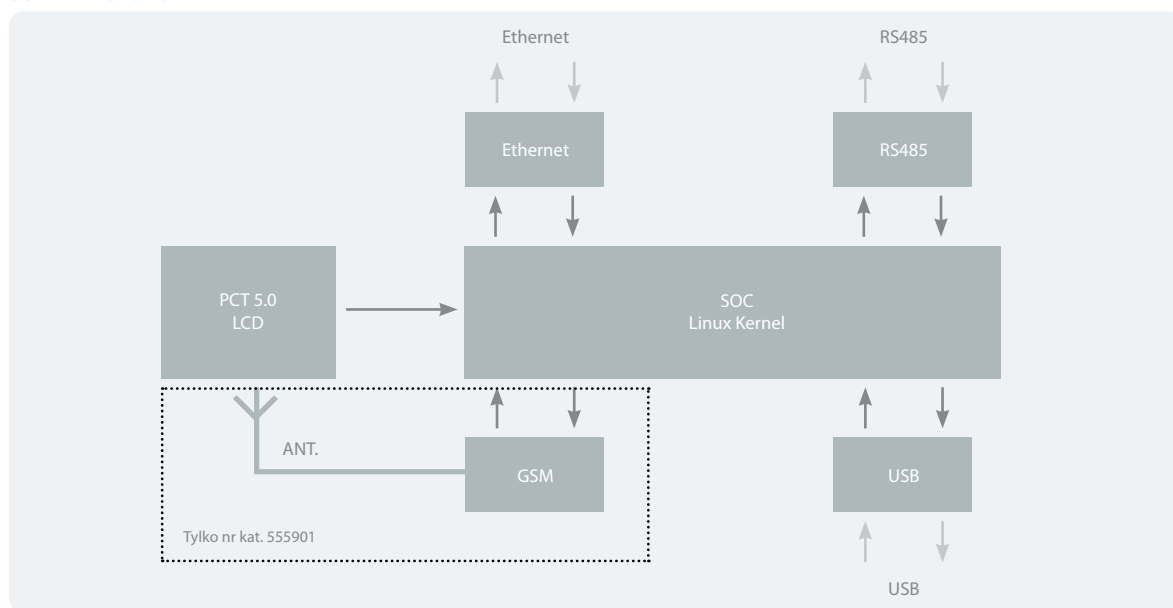 Ethernet
RS485
Ethernet
RS485
PCT 5.0
LCD
SOC
Linux Kernel
ANT.
GSM
USB
Tylko nr kat. 555901
USB